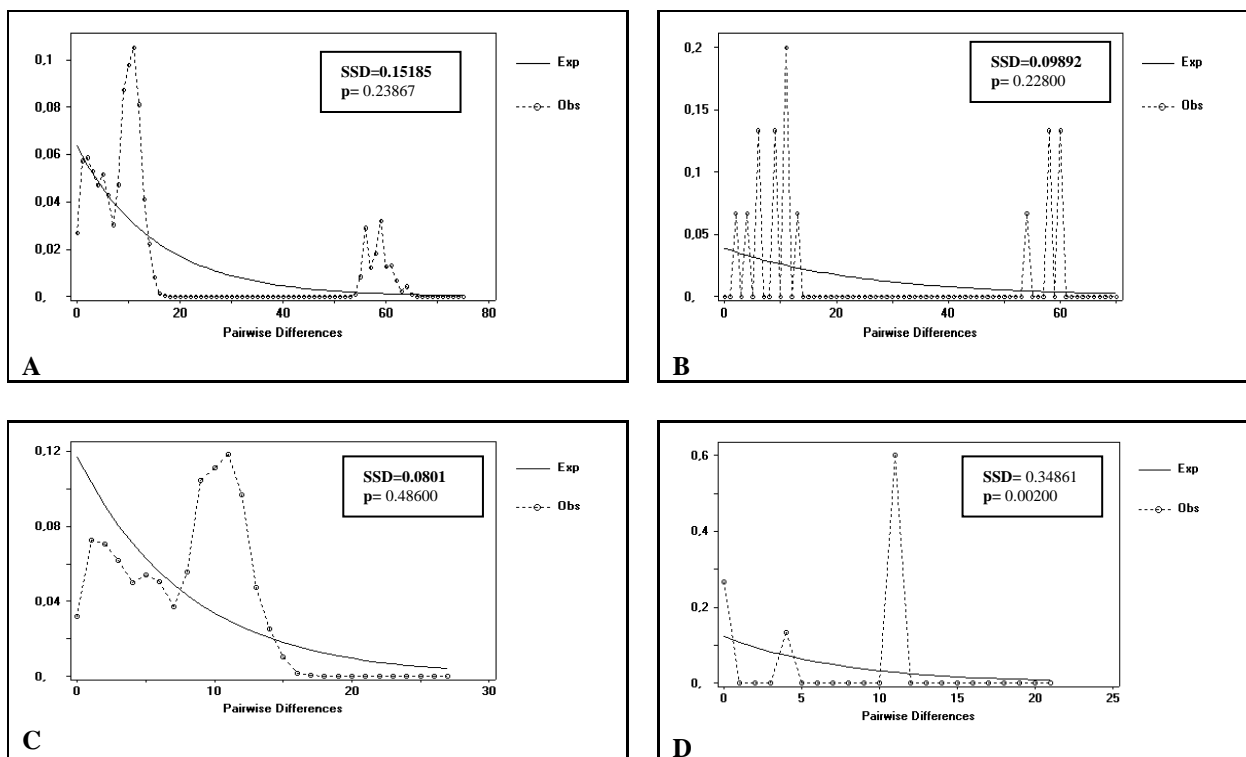 0,1
0,08
0,06
0,04
0,02
0,
0
20
40
60
80
Pairwise Differences
SSD=0.15185
p= 0.23867
Exp
Obs
A
0,2
0,15
0,1
0,05
0,
0
20
40
60
Pairwise Differences
SSD=0.09892
p= 0.22800
Exp
Obs
B
0,12
0,08
0,04
0,
0
10
20
30
Pairwise Differences
SSD=0.0801
p= 0.48600
Exp
Obs
C
0,6
0,4
0,2
0,
0
5
10
15
20
25
Pairwise Differences
SSD= 0.34861
p= 0.00200
Exp
Obs
D